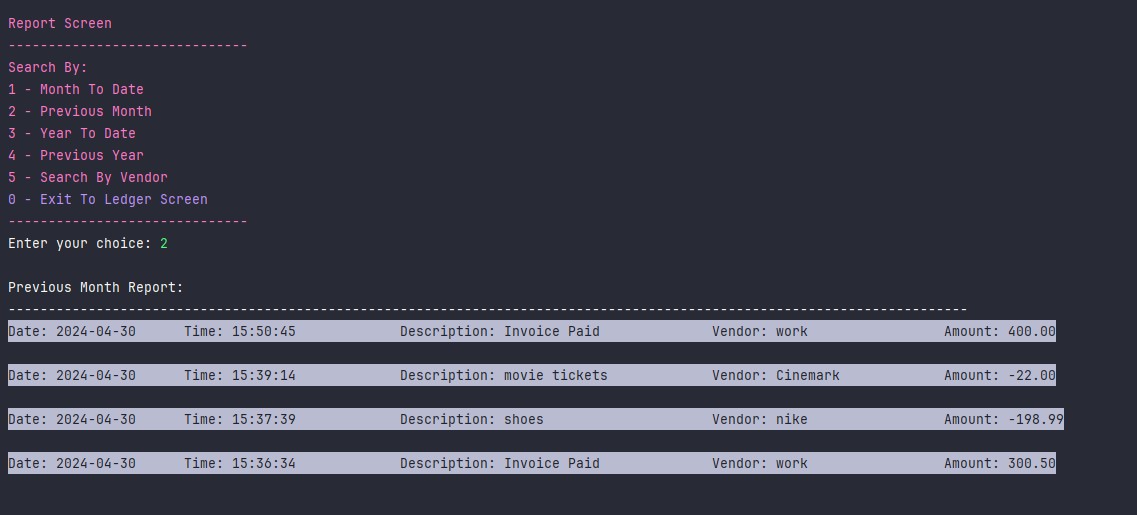 Report Screen
------------------------------
Search By:
1 - Month To Date
2 - Previous Month
3 - Year To Date
4 - Previous Year
5 - Search By Vendor
0 - Exit To Ledger Screen
------------------------------
Enter your choice: 2
Previous Month Report:
------------------------------------------------------------------------------------------------------------------------
Date: 2024-04-30      Time: 15:50:45             Description: Invoice Paid              Vendor: work                 Amount: 400.00
Date: 2024-04-30      Time: 15:39:14             Description: movie tickets             Vendor: Cinemark             Amount: -22.00
Date: 2024-04-30      Time: 15:37:39             Description: shoes                     Vendor: nike                 Amount: -198.99
Date: 2024-04-30      Time: 15:36:34             Description: Invoice Paid              Vendor: work                 Amount: 300.50